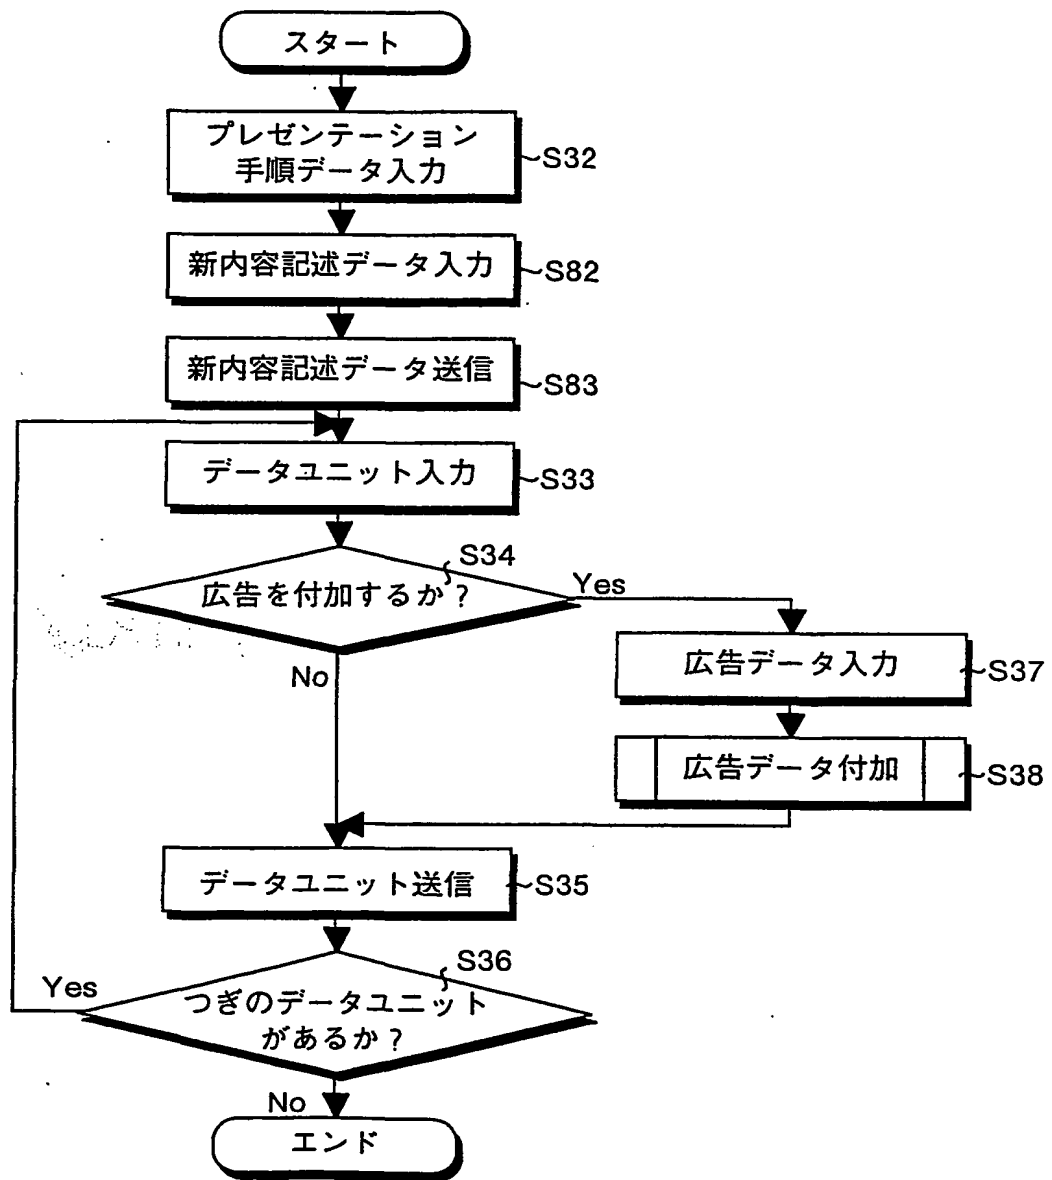 スタート
プレゼンテーション
手順データ入力
S32
新内容記述データ入力
S82
新内容記述データ送信
S83
データユニット入力
S33
S34
広告を付加するか?
Yes
No
広告データ入力
S37
広告データ付加
S38
データユニット送信
S35
S36
Yes
つぎのデータユニット
があるか?
No
エンド